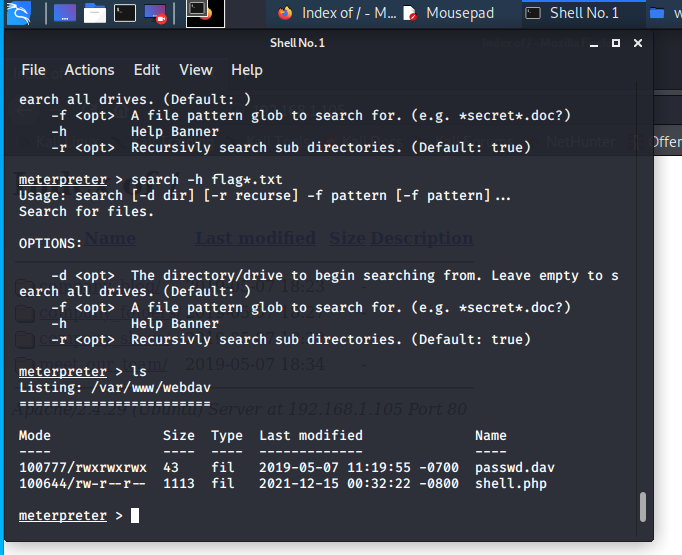 Index of / - M…
Mousepad
Shell No. 1
w
Shell No. 1
File Actions Edit View Help
earch all drives. (Default: )
-f <opt> A file pattern glob to search for. (e.g. *secret*.doc?)
-h Help Banner
-r <opt> Recursivly search sub directories. (Default: true)
NetHunter
Offen
meterpreter > search -h flag*.txt
Usage: search [-d dir] [-r recurse] -f pattern [-f pattern]...
Search for files.
OPTIONS:
Name Last modified Size Description
-d <opt> The directory/drive to begin searching from. Leave empty to s
earch all drives. (Default: )
-f <opt> A file pattern glob to search for. (e.g. *secret*.doc?)
-h Help Banner
-r <opt> Recursivly search sub directories. (Default: true)
2019-05-07 18:34 -
meterpreter > ls
Listing: /var/www/webdav
========================
Apache/2.4.29 (Ubuntu) Server at 192.168.1.105 Port 80
Mode Size Type Last modified Name
---- ---- ---- ------------- ----
100777/rwxrwxrwx 43 fil 2019-05-07 11:19:55 -0700 passwd.dav
100644/rw-r--r-- 1113 fil 2021-12-15 00:32:22 -0800 shell.php
meterpreter >